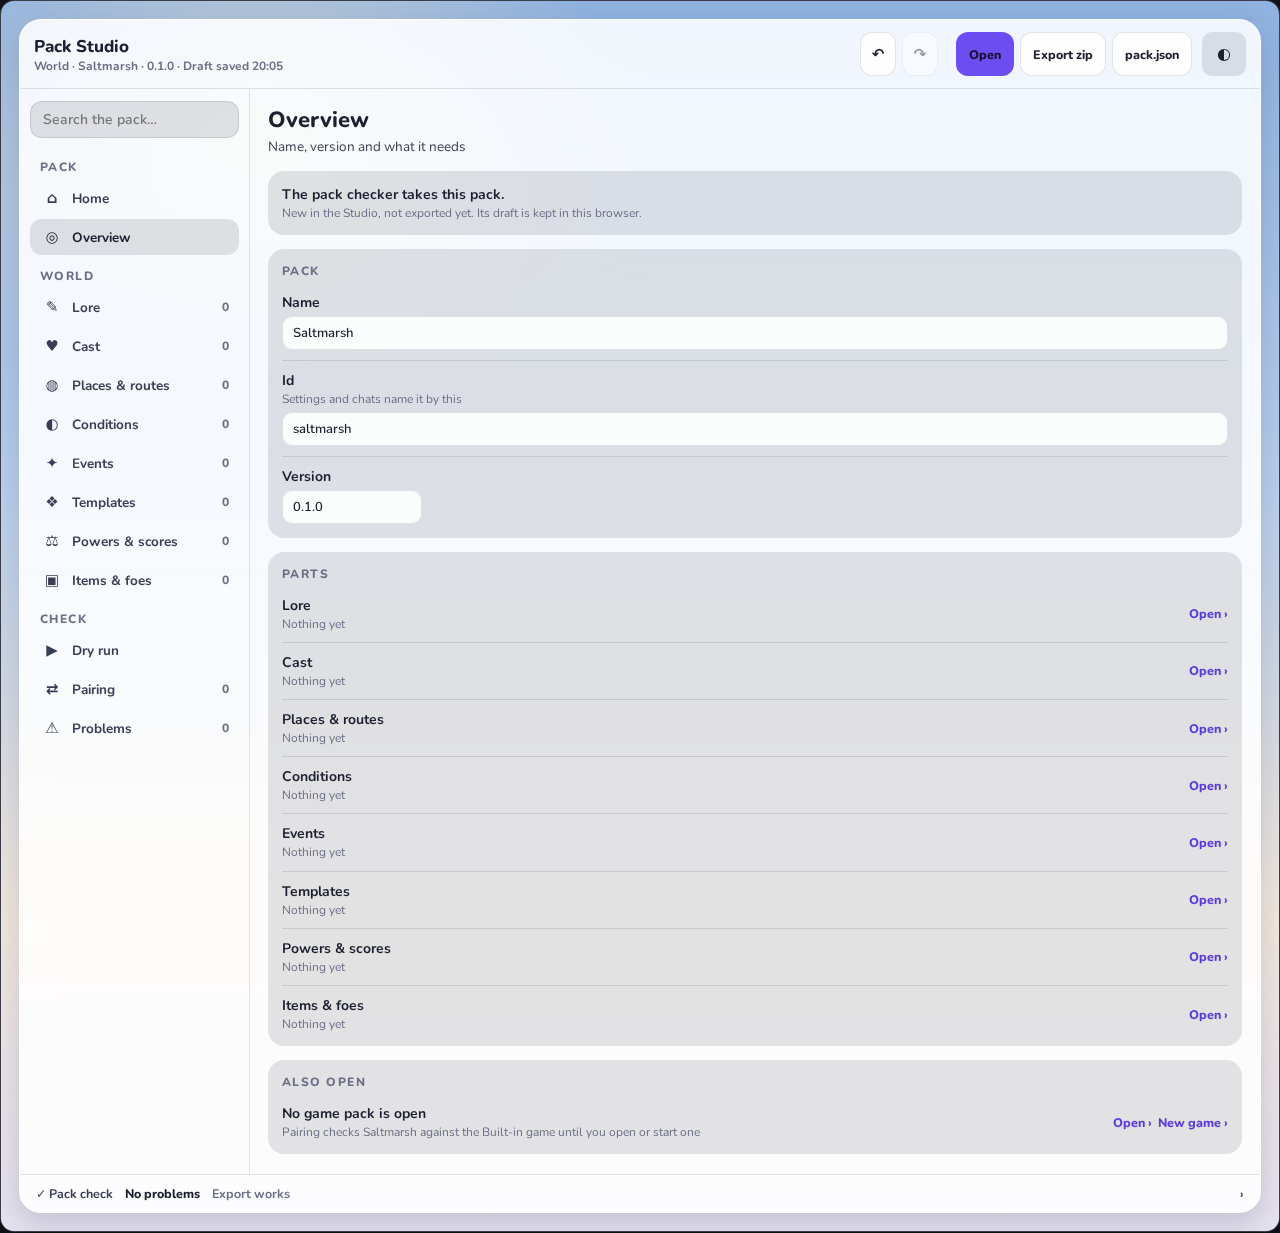 Pack Studio
World · Saltmarsh · 0.1.0 · Draft saved 20:05
Open
Export zip
pack.json
Search the pack...
PACK
Home
Overview
WORLD
Lore 0
Cast 0
Places & routes 0
Conditions 0
Events 0
Templates 0
Powers & scores 0
Items & foes 0
CHECK
Dry run
Pairing 0
Problems 0
Overview
Name, version and what it needs
The pack checker takes this pack.
New in the Studio, not exported yet. Its draft is kept in this browser.
PACK
Name
Saltmarsh
Id
Settings and chats name it by this
saltmarsh
Version
0.1.0
PARTS
Lore
Nothing yet
Open ›
Cast
Nothing yet
Open ›
Places & routes
Nothing yet
Open ›
Conditions
Nothing yet
Open ›
Events
Nothing yet
Open ›
Templates
Nothing yet
Open ›
Powers & scores
Nothing yet
Open ›
Items & foes
Nothing yet
Open ›
ALSO OPEN
No game pack is open
Pairing checks Saltmarsh against the Built-in game until you open or start one
Open › New game ›
✓ Pack check No problems Export works ›